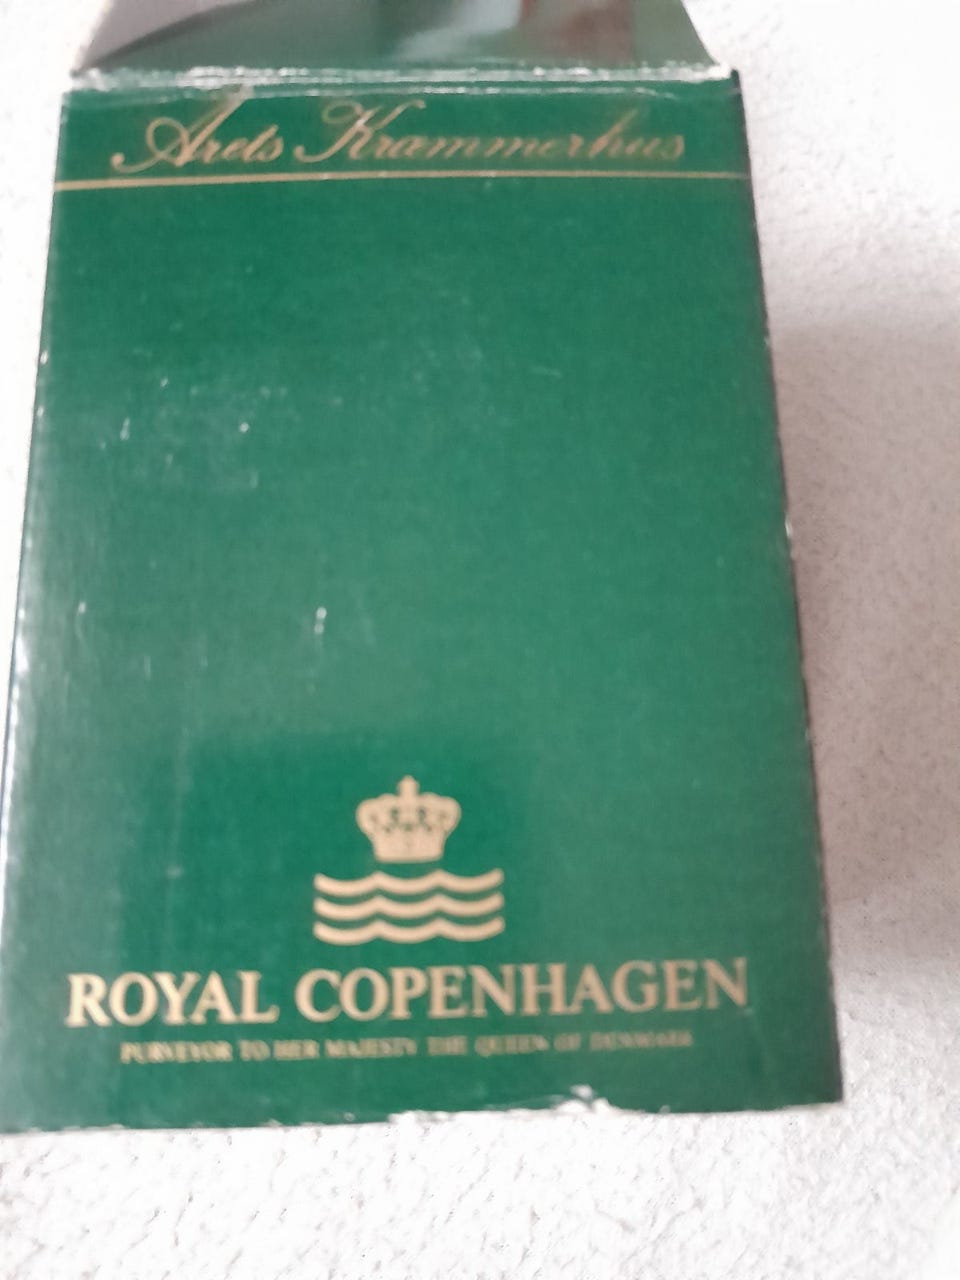 Årets Kræmmerhus
ROYAL COPENHAGEN
PURVEYOR TO HER MAJESTY THE QUEEN OF DENMARK